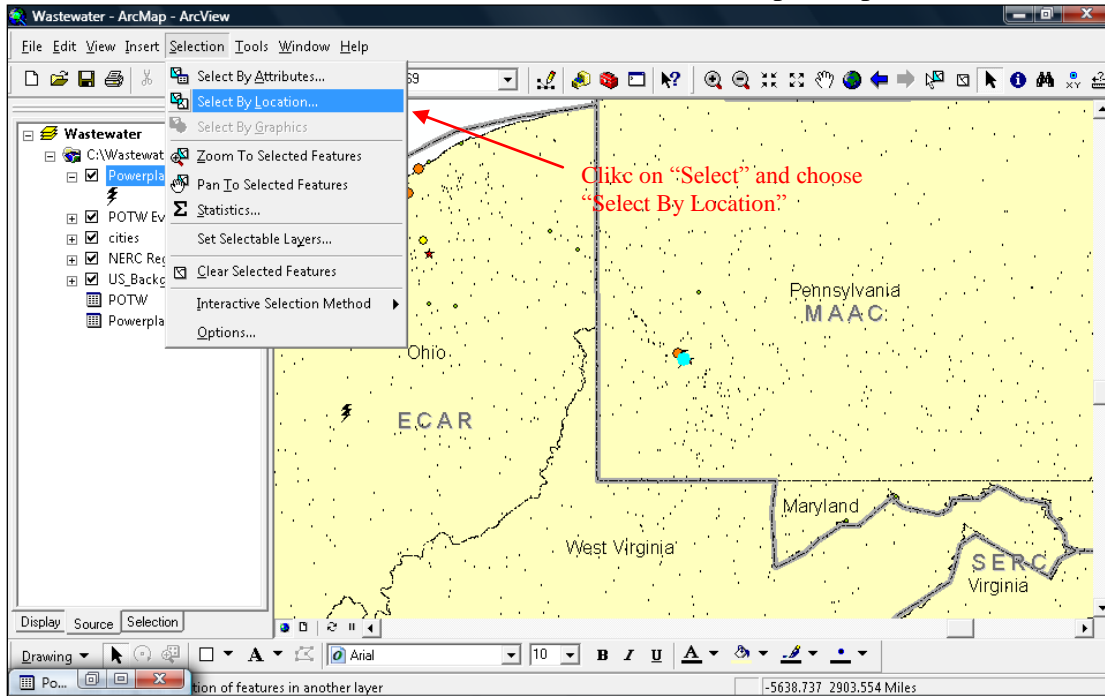 Wastewater - ArcMap - ArcView
File Edit View Insert Selection Tools Window Help
Select By Attributes...
Select By Location...
Select By Graphics
Zoom To Selected Features
Pan To Selected Features
Σ Statistics...
Set Selectable Layers...
Clear Selected Features
Interactive Selection Method
Options...
Wastewater
C:\Wastewat
Powerpla
POTW Ev
cities
NERC Reg
US_Backg
POTW
Powerpla
Clikc on “Select” and choose
“Select By Location”
Pennsylvania
MAAC
Ohio
ECAR
Maryland
West Virginia
SERC
Virginia
Display Source Selection
Drawing A Arial 10 B I U A
Po... tion of features in another layer -5638.737 2903.554 Miles